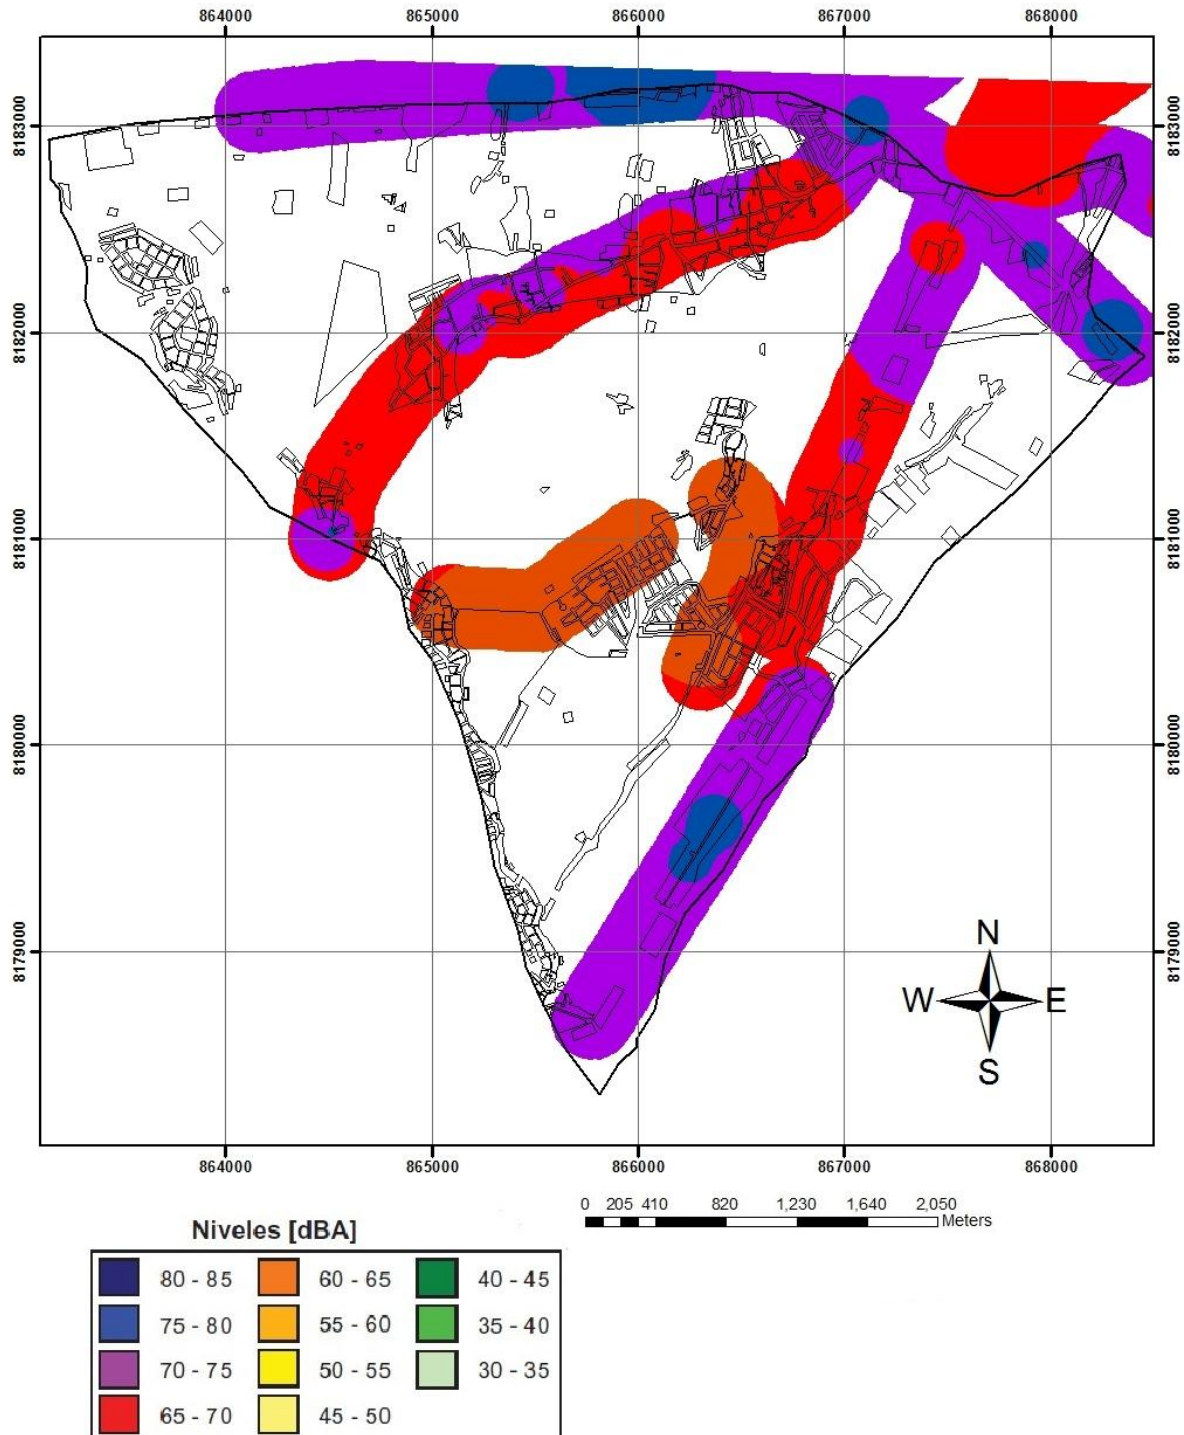 864000 865000 866000 867000 868000
8183000 8183000
8182000 8182000
8181000 8181000
8180000 8180000
8179000 8179000
N
W E
S
864000 865000 866000 867000 868000
0 205 410 820 1,230 1,640 2,050
Meters
Niveles [dBA]
80 - 85 60 - 65 40 - 45
75 - 80 55 - 60 35 - 40
70 - 75 50 - 55 30 - 35
65 - 70 45 - 50